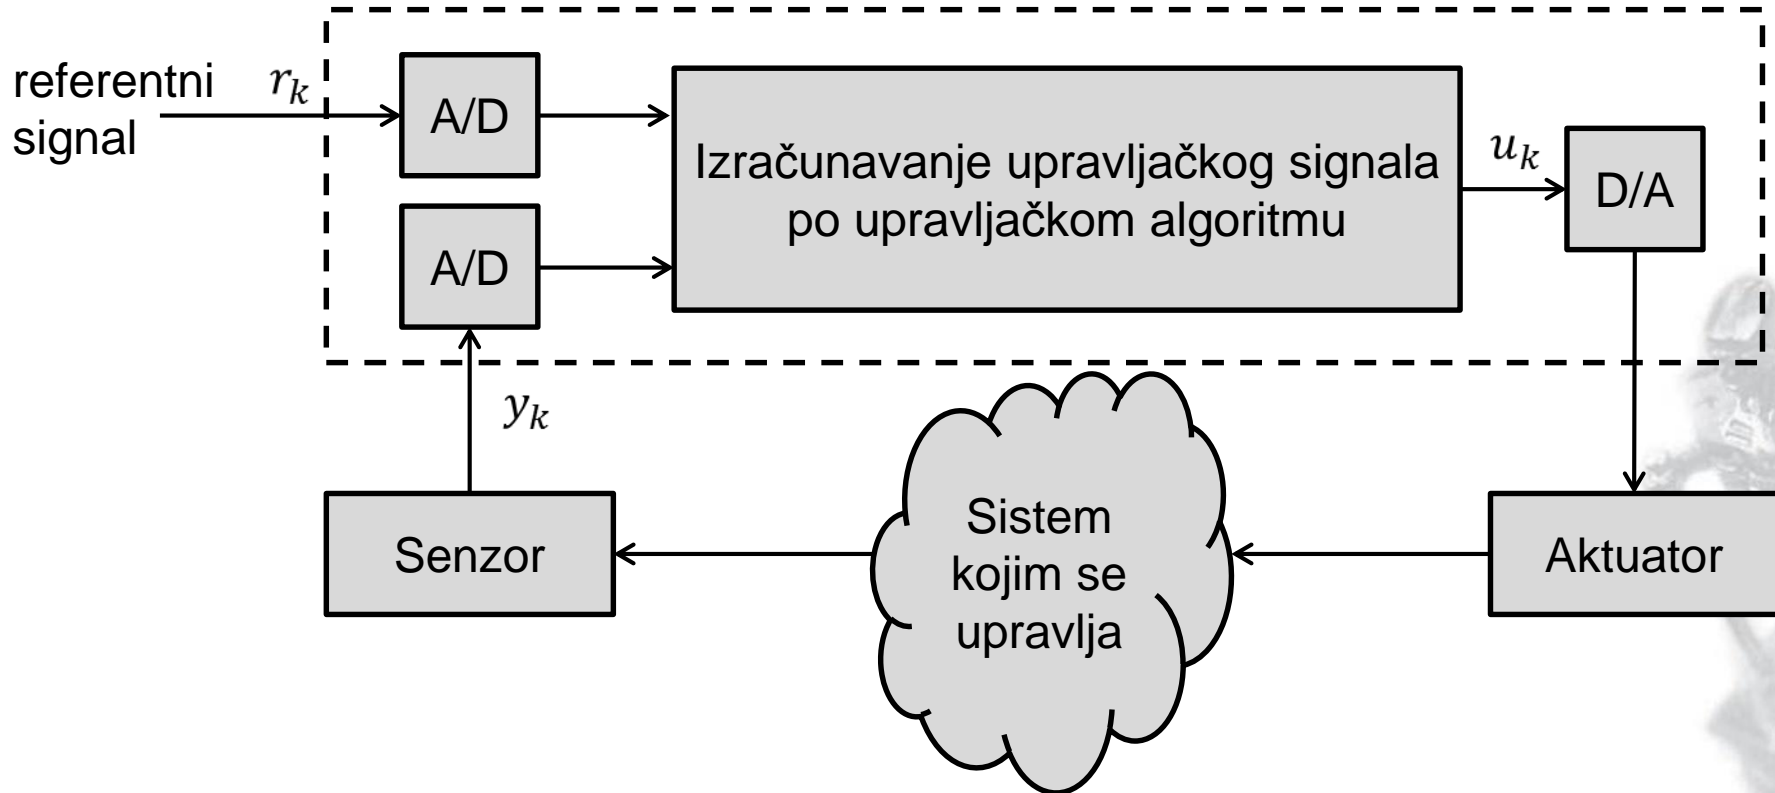 referentni
signal
r_k
A/D
Izračunavanje upravljačkog signala
po upravljačkom algoritmu
u_k
D/A
A/D
y_k
Senzor
Sistem
kojim se
upravlja
Aktuator